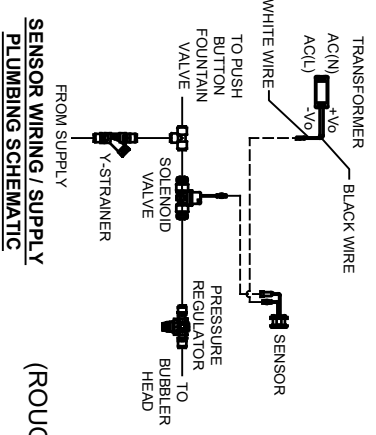 TRANSFORMER
AC(N)
AC(L)
+Vo
-Vo
WHITE WIRE
BLACK WIRE
SENSOR
TO PUSH
BUTTON
FOUNTAIN
VALVE
SOLENOID
VALVE
PRESSURE
REGULATOR
TO
BUBBLER
HEAD
Y-STRAINER
FROM SUPPLY
SENSOR WIRING / SUPPLY
PLUMBING SCHEMATIC